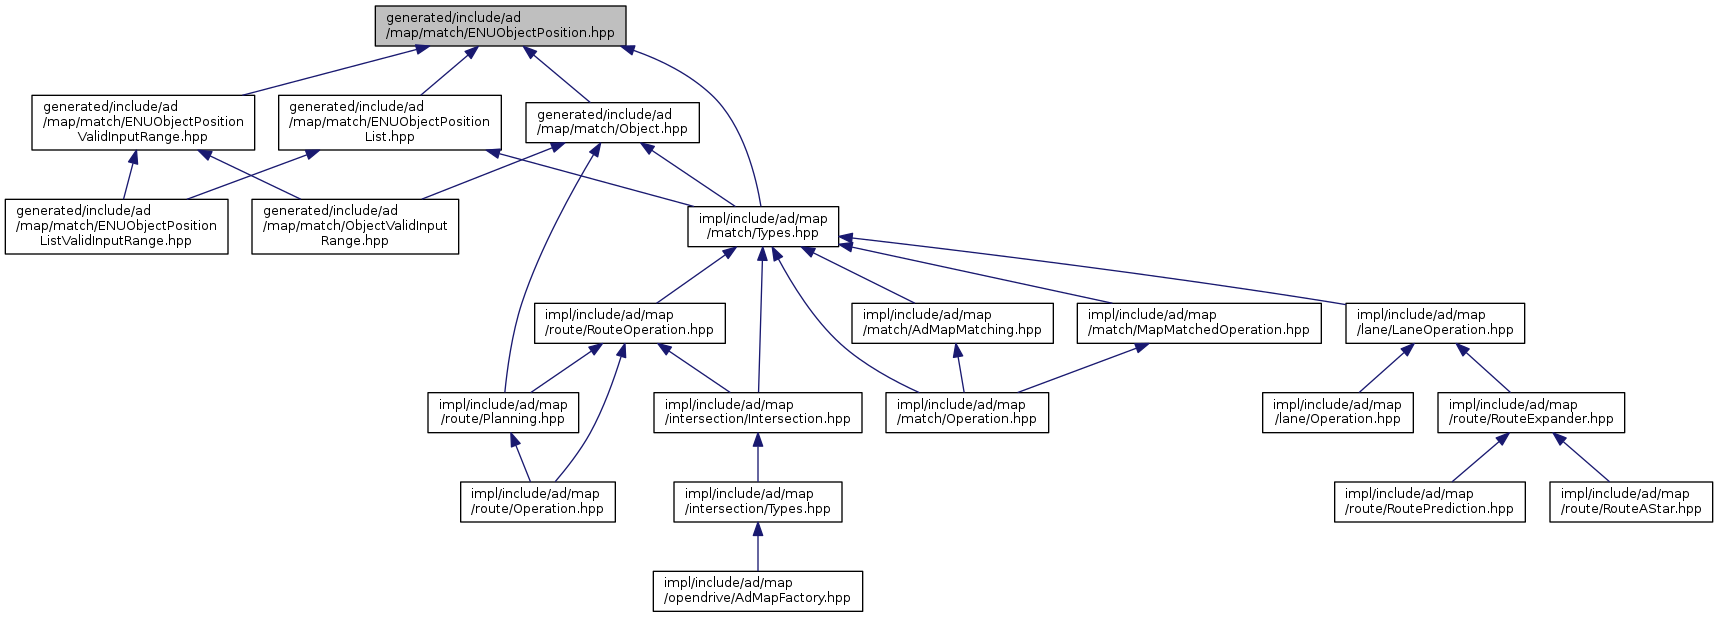 generated/include/ad
/map/match/ENUObjectPosition.hpp
generated/include/ad
/map/match/ENUObjectPosition
ValidInputRange.hpp
generated/include/ad
/map/match/ENUObjectPosition
List.hpp
generated/include/ad
/map/match/Object.hpp
generated/include/ad
/map/match/ENUObjectPosition
ListValidInputRange.hpp
generated/include/ad
/map/match/ObjectValidInput
Range.hpp
impl/include/ad/map
/match/Types.hpp
impl/include/ad/map
/route/RouteOperation.hpp
impl/include/ad/map
/match/AdMapMatching.hpp
impl/include/ad/map
/match/MapMatchedOperation.hpp
impl/include/ad/map
/lane/LaneOperation.hpp
impl/include/ad/map
/route/Planning.hpp
impl/include/ad/map
/intersection/Intersection.hpp
impl/include/ad/map
/match/Operation.hpp
impl/include/ad/map
/lane/Operation.hpp
impl/include/ad/map
/route/RouteExpander.hpp
impl/include/ad/map
/route/Operation.hpp
impl/include/ad/map
/intersection/Types.hpp
impl/include/ad/map
/route/RoutePrediction.hpp
impl/include/ad/map
/route/RouteAStar.hpp
impl/include/ad/map
/opendrive/AdMapFactory.hpp